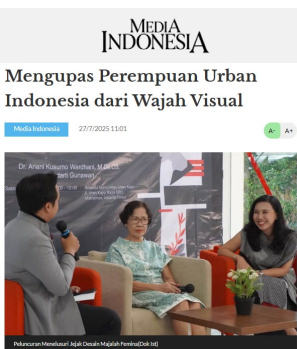 MEDIA
INDONESIA
Mengupas Perempuan Urban
Indonesia dari Wajah Visual
Media Indonesia 27/7/2025 11:01 A- A+
Dr. Ariani Kusumo Wardhani, M.Ds
Gunawan
Peluncuran Menelusuri Jejak Desain Majalah Femina(Dok Ist)